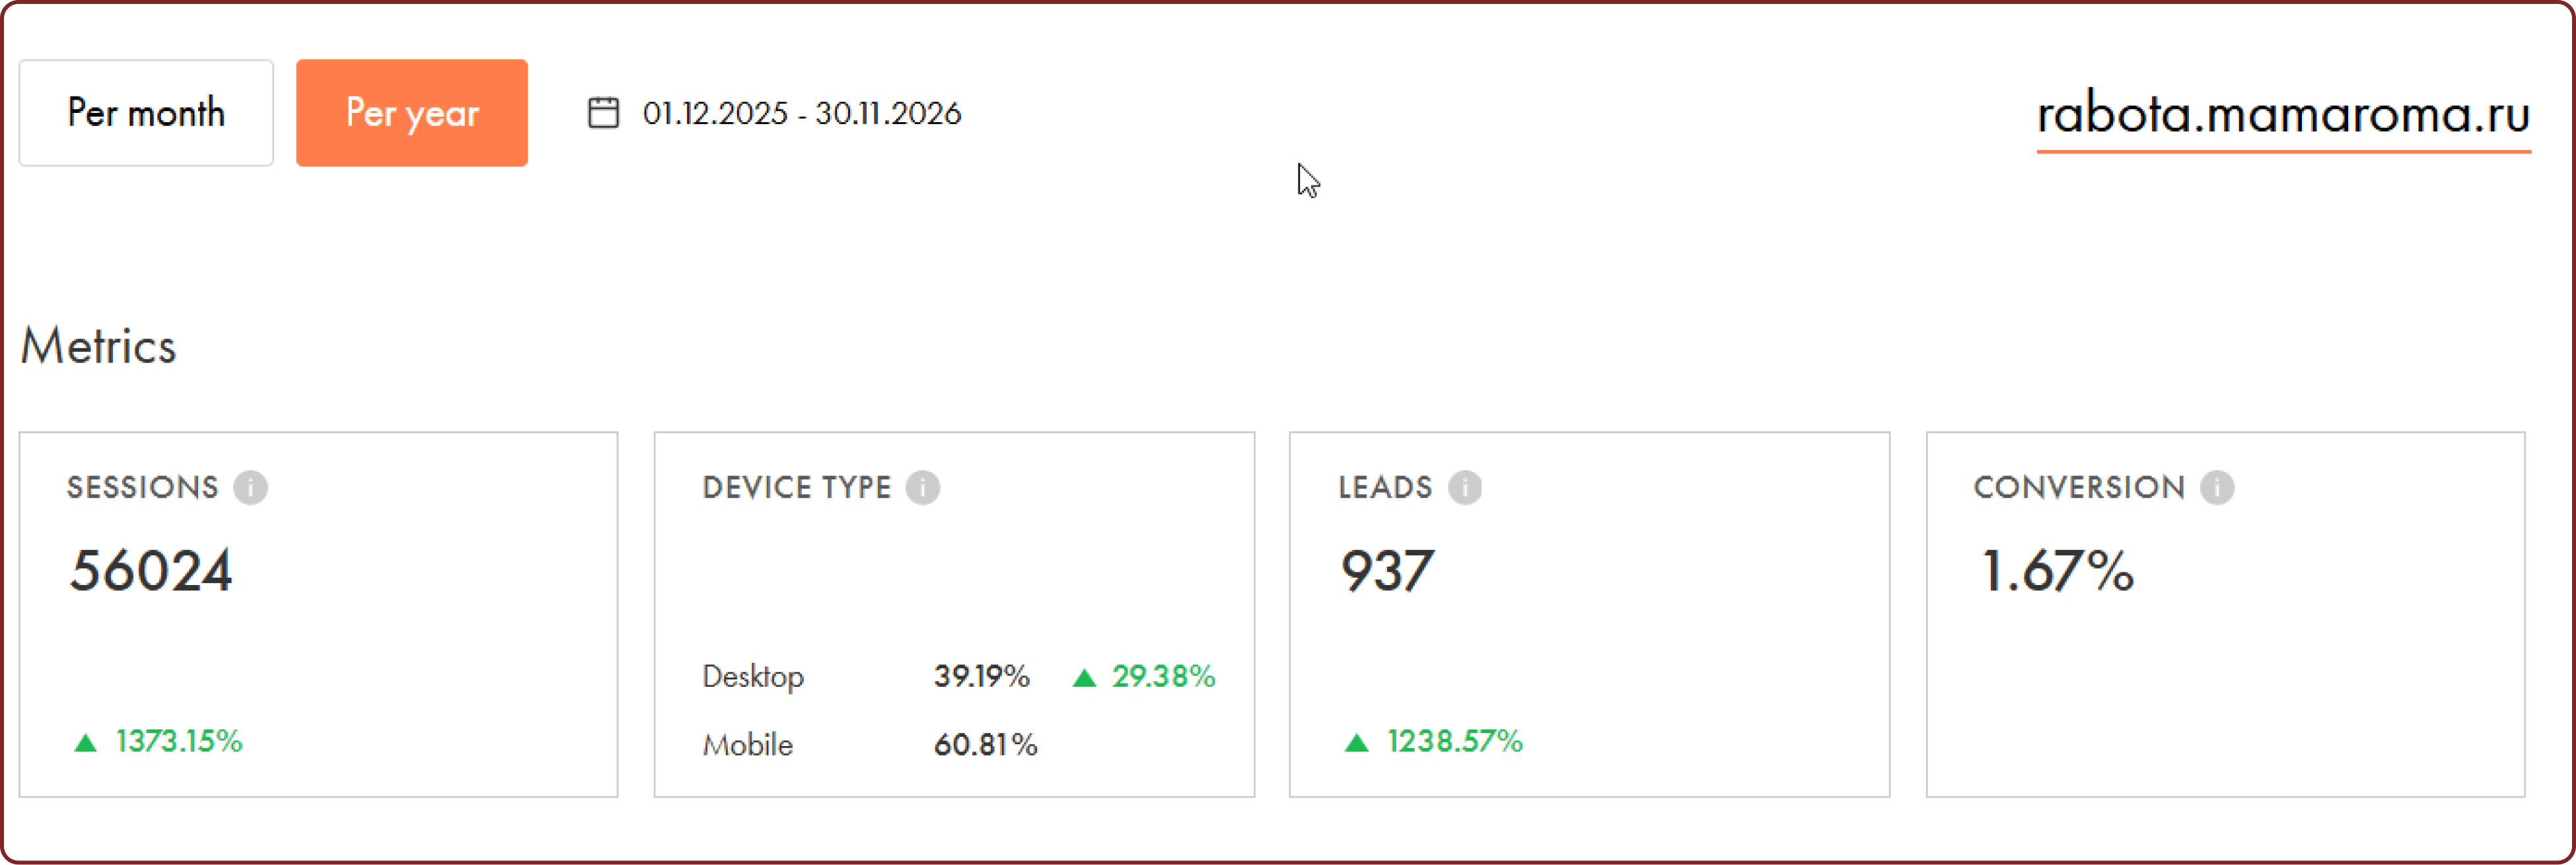 Per month
Per year
01.12.2025 - 30.11.2026
rabota.mamaroma.ru
Metrics
SESSIONS i
56024
▲ 1373.15%
DEVICE TYPE i
Desktop 39.19% ▲ 29.38%
Mobile 60.81%
LEADS i
937
▲ 1238.57%
CONVERSION i
1.67%